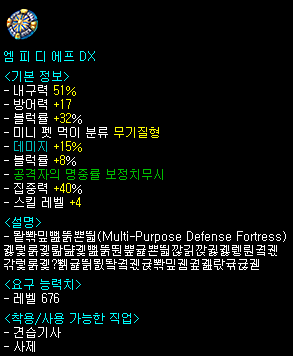 엠 피 디 에프 DX
<기본 정보>
- 내구력 51%
- 방어력 +17
- 블럭률 +32%
- 미니 펫 먹이 분류 무기질형
- 데미지 +15%
- 블럭률 +8%
- 공격자의 명중률 보정치무시
- 집중력 +40%
- 스킬 레벨 +4
<설명>
(Multi-Purpose Defense Fortress)
<요구 능력치>
- 레벨 676
<착용/사용 가능한 직업>
- 견습기사
- 사제